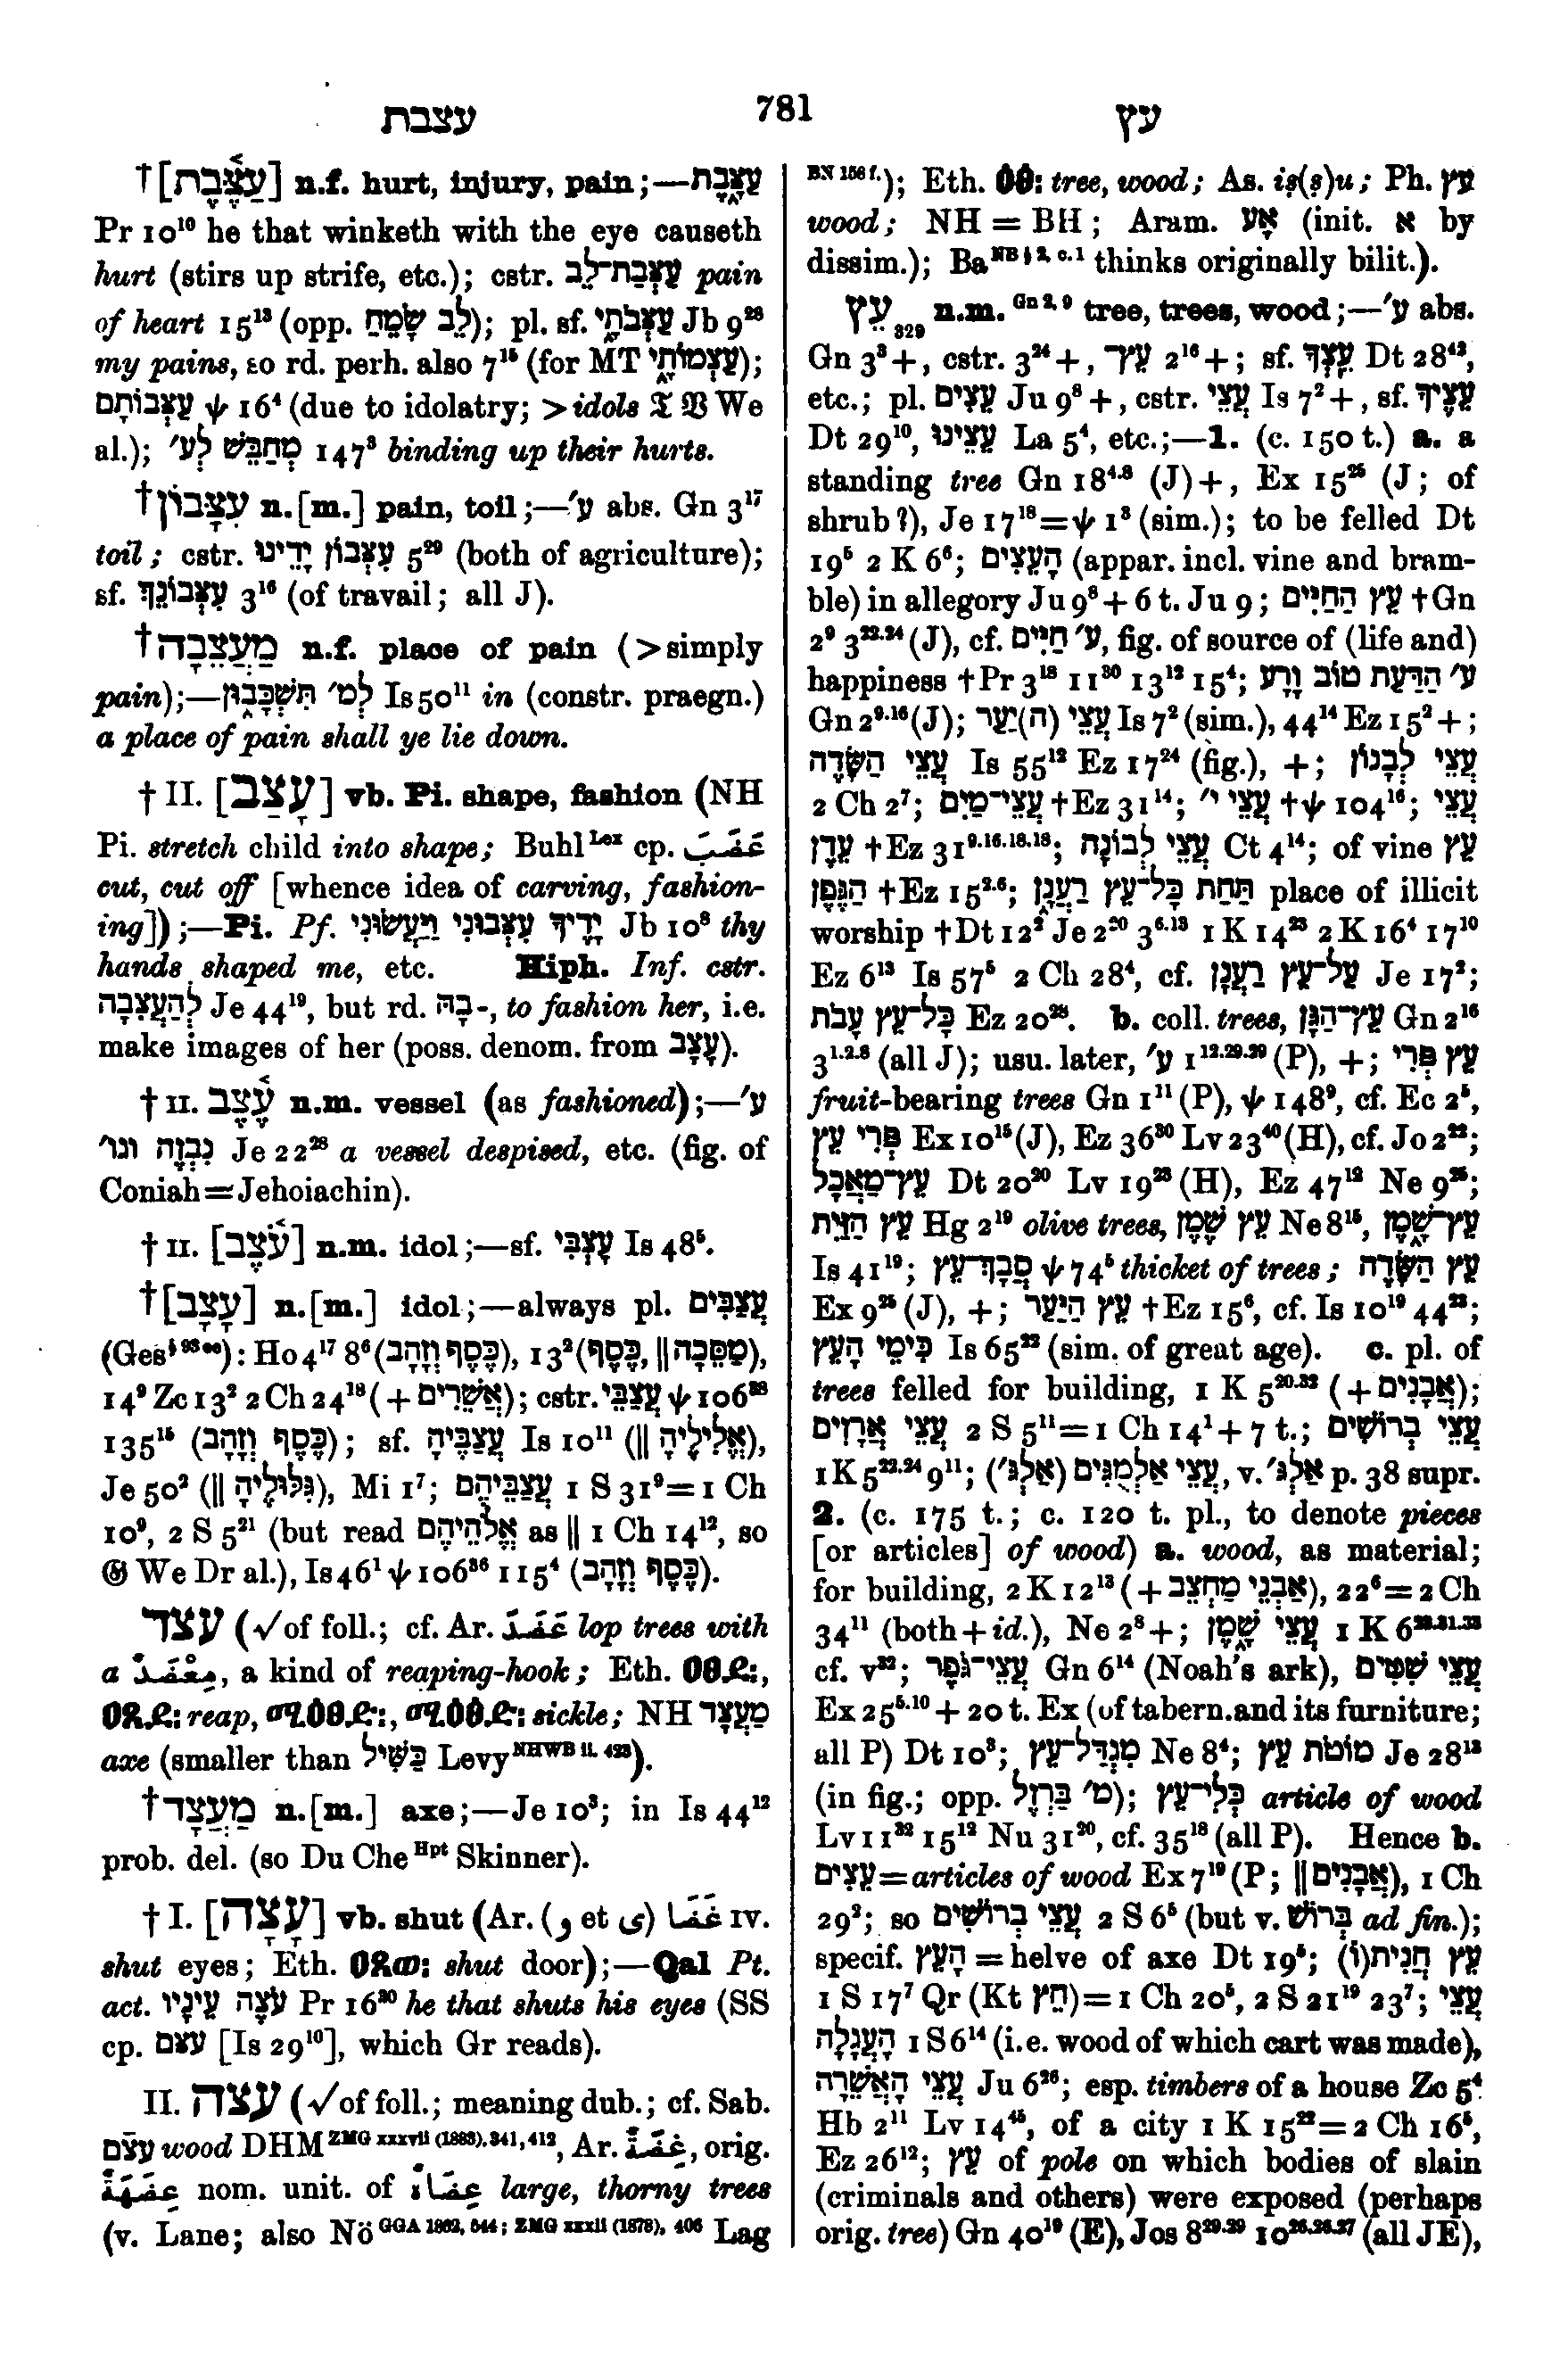 עצבת
781
עץ
†[עַצֶּ֫בֶת] n.f. hurt, injury, pain;—עַצָּ֑בֶת
Pr 10¹⁰ he that winketh with the eye causeth
hurt (stirs up strife, etc.); cstr. עַצְּבַת־לֵב pain
of heart 15¹³ (opp. לֵב שָׂמֵחַ); pl. sf. עַצְּבֹתָי Jb 9²⁸
my pains, so rd. perh. also 7¹⁵ (for MT עַצְמוֹתָ֑י);
עַצְּבוֹתָם ψ 16⁴ (due to idolatry; >idols 𝔗 𝔙 We
al.); מְחַבֵּשׁ לְע׳ 147³ binding up their hurts.
†עִצָּבוֹן n.[m.] pain, toil;—ע׳ abs. Gn 3¹⁷
toil; cstr. עִצְּבוֹן יָדֵינוּ 5²⁹ (both of agriculture);
sf. עִצְּבוֹנֵךְ 3¹⁶ (of travail; all J).
†מַעֲצֵבָה n.f. place of pain (>simply
pain);—לְמ׳ תִּשְׁכָּב֑וּן Is 50¹¹ in (constr. praegn.)
a place of pain shall ye lie down.
†II. [עָצַב] vb. Pi. shape, fashion (NH
Pi. stretch child into shape; Buhl Lex cp. عَضَبَ
cut, cut off [whence idea of carving, fashion-
ing]);—Pi. Pf. יָדֶיךָ עִצְּבוּנִי וַיַּעֲשׂוּנִי Jb 10⁸ thy
hands shaped me, etc. Hiph. Inf. cstr.
לְהַעֲצִבָה Je 44¹⁹, but rd. בָהּ-, to fashion her, i.e.
make images of her (poss. denom. from עָצָב).
†II. עֶ֫צֶב n.m. vessel (as fashioned);—ע׳
נִבְזֶה וגו׳ Je 22²⁸ a vessel despised, etc. (fig. of
Coniah=Jehoiachin).
†II. [עֹ֫צֶב] n.m. idol;—sf. עָצְבִּי Is 48⁵.
†[עָצָב] n.[m.] idol;—always pl. עֲצַבִּים
(Ges § 93 ee): Ho 4¹⁷ 8⁶ (כֶּסֶף וְזָהָב), 13² (כֶּסֶף, ‖ מַסֵּכָה),
14⁹ Zc 13² 2 Ch 24¹⁸ (+ אֲשֵׁרִים); cstr. עֲצַבֵּי ψ 106³⁸
135¹⁵ (כֶּסֶף וְזָהָב); sf. עֲצַבֶּיהָ Is 10¹¹ (‖ אֱלִילֶיהָ),
Je 50² (‖ גִּלּוּלֶיהָ), Mi 1⁷; עֲצַבֵּיהֶם 1 S 31⁹= 1 Ch
10⁹, 2 S 5²¹ (but read אֱלֹהֵיהֶם as ‖ 1 Ch 14¹², so
𝔊 We Dr al.), Is 46¹ ψ 106³⁶ 115⁴ (כֶּסֶף וְזָהָב).
עצד (√of foll.; cf. Ar. عَضَدَ lop trees with
a مِعْضَدٌ, a kind of reaping-hook; Eth.
reap, sickle; NH מַעֲצָד
axe (smaller than כַּשִּׁיל Levy NHWB ii. 423).
†מַעֲצָד n.[m.] axe;—Je 10³; in Is 44¹²
prob. del. (so Du Che Hpt Skinner).
†I. [עָצָה] vb. shut (Ar. (و et ى) غَضَا IV.
shut eyes; Eth. shut door);—Qal Pt.
act. עֹצֶה עֵינָיו Pr 16³⁰ he that shuts his eyes (SS
cp. עצם [Is 29¹⁰], which Gr reads).
II. עצה (√of foll.; meaning dub.; cf. Sab.
עצֿם wood DHM ZMG xxxvii (1883). 341, 412, Ar. عِضَةٌ, orig.
عِضَهَةٌ nom. unit. of عِضَاهٌ large, thorny trees
(v. Lane; also Nö GGA 1862, 544; ZMG xxxii (1878), 406 Lag
BN 156 f.); Eth. tree, wood; As. iṣ(ṣ)u; Ph. עץ
wood; NH = BH; Aram. אָע (init. א by
dissim.); Ba NB § 2, c. 1 thinks originally bilit.).
עֵץ 329 n.m. Gn 2, 9 tree, trees, wood;—ע׳ abs.
Gn 3³+, cstr. 3²⁴+, עֵץ־ 2¹⁶+; sf. עֵצְךָ Dt 28⁴²,
etc.; pl. עֵצִים Ju 9⁸+, cstr. עֲצֵי Is 7²+, sf. עֵצֶיךָ
Dt 29¹⁰, עֵצֵינוּ La 5⁴, etc.;—1. (c. 150 t.) a. a
standing tree Gn 18⁴·⁸ (J)+, Ex 15²⁵ (J; of
shrub?), Je 17¹⁸=ψ 1³ (sim.); to be felled Dt
19⁵ 2 K 6⁶; הָעֵצִים (appar. incl. vine and bram-
ble) in allegory Ju 9⁸+6 t. Ju 9; עֵץ הַחַיִּים †Gn
2⁹ 3²²·²⁴ (J), cf. ע׳ חַיִּים, fig. of source of (life and)
happiness †Pr 3¹⁸ 11³⁰ 13¹² 15⁴; ע׳ הַדַּעַת טוֹב וָרָע
Gn 2⁹·¹⁶ (J); עֲצֵי (הַ)יַּעַר Is 7² (sim.), 44¹⁴ Ez 15²+;
עֲצֵי הַשָּׂדֶה Is 55¹² Ez 17²⁴ (fig.), +; עֲצֵי לְבָנוֹן
2 Ch 2⁷; עֲצֵי־מַיִם †Ez 31¹⁴; עֲצֵי י׳ †ψ 104¹⁶; עֲצֵי
עֵדֶן †Ez 31⁹·¹⁶·¹⁸·¹⁸; עֲצֵי לְבוֹנָה Ct 4¹⁴; of vine עֵץ
הַגֶּפֶן †Ez 15²·⁶; תַּחַת כָּל־עֵץ רַעֲנָ֑ן place of illicit
worship †Dt 12² Je 2²⁰ 3⁶·¹³ 1 K 14²³ 2 K 16⁴ 17¹⁰
Ez 6¹³ Is 57⁵ 2 Ch 28⁴, cf. עַל־עֵץ רַעֲנָן Je 17²;
כָּל־עֵץ עָבֹת Ez 20²⁸. b. coll. trees, עֵץ־הַגָּן Gn 2¹⁶
3¹·²·⁸ (all J); usu. later, ע׳ 1¹²·²⁹·²⁹ (P), +; עֵץ פְּרִי
fruit-bearing trees Gn 1¹¹ (P), ψ 148⁹, cf. Ec 2⁵,
פְּרִי עֵץ Ex 10¹⁵ (J), Ez 36³⁰ Lv 23⁴⁰ (H), cf. Jo 2²²;
עֵץ־מַאֲכָל Dt 20²⁰ Lv 19²³ (H), Ez 47¹² Ne 9²⁵;
עֵץ הַזַּיִת Hg 2¹⁹ olive trees, עֵץ שֶׁמֶן Ne 8¹⁵, עֵץ־שָׁ֑מֶן
Is 41¹⁹; סֲבָךְ־עֵץ ψ 74⁵ thicket of trees; עֵץ הַשָּׂדֶה
Ex 9²⁵ (J), +; עֵץ הַיַּעַר †Ez 15⁶, cf. Is 10¹⁹ 44²³;
כִּימֵי הָעֵץ Is 65²² (sim. of great age). c. pl. of
trees felled for building, 1 K 5²⁰·³² (+אֲבָנִים);
עֲצֵי אֲרָזִים 2 S 5¹¹=1 Ch 14¹+7 t.; עֲצֵי בְרוֹשִׁים
1 K 5²²·²⁴ 9¹¹; עֲצֵי אַלְמֻגִּים (אַלְגּ׳), v. אַלְגּ׳ p. 38 supr.
2. (c. 175 t.; c. 120 t. pl., to denote pieces
[or articles] of wood) a. wood, as material;
for building, 2 K 12¹³ (+אַבְנֵי מַחְצֵב), 22⁶=2 Ch
34¹¹ (both+id.), Ne 2⁸+; עֲצֵי שָׁ֑מֶן 1 K 6²³·³¹·³³
cf. v³²; עֲצֵי־גֹפֶר Gn 6¹⁴ (Noah's ark), עֲצֵי שִׁטִּים
Ex 25⁵·¹⁰+20 t. Ex (of tabern. and its furniture;
all P) Dt 10³; מִגְדַּל־עֵץ Ne 8⁴; מוֹטֹת עֵץ Je 28¹³
(in fig.; opp. מ׳ בַּרְזֶל); כְּלִי־עֵץ article of wood
Lv 11³² 15¹² Nu 31²⁰, cf. 35¹⁸ (all P). Hence b.
עֵצִים=articles of wood Ex 7¹⁹ (P; ‖אֲבָנִים), 1 Ch
29²; so עֲצֵי בְרוֹשִׁים 2 S 6⁵ (but v. בְּרוֹשׁ ad fin.);
specif. הָעֵץ = helve of axe Dt 19⁵; עֵץ חֲנִית(וֹ)
1 S 17⁷ Qr (Kt חֵץ)=1 Ch 20⁵, 2 S 21¹⁹ 23⁷; עֲצֵי
הָעֲגָלָה 1 S 6¹⁴ (i.e. wood of which cart was made),
עֲצֵי הָאֲשֵׁרָה Ju 6²⁶; esp. timbers of a house Zc 5⁴
Hb 2¹¹ Lv 14⁴⁵, of a city 1 K 15²²=2 Ch 16⁶,
Ez 26¹²; עֵץ of pole on which bodies of slain
(criminals and others) were exposed (perhaps
orig. tree) Gn 40¹⁹ (E), Jos 8²⁹·²⁹ 10²⁶·²⁶·²⁷ (all JE),